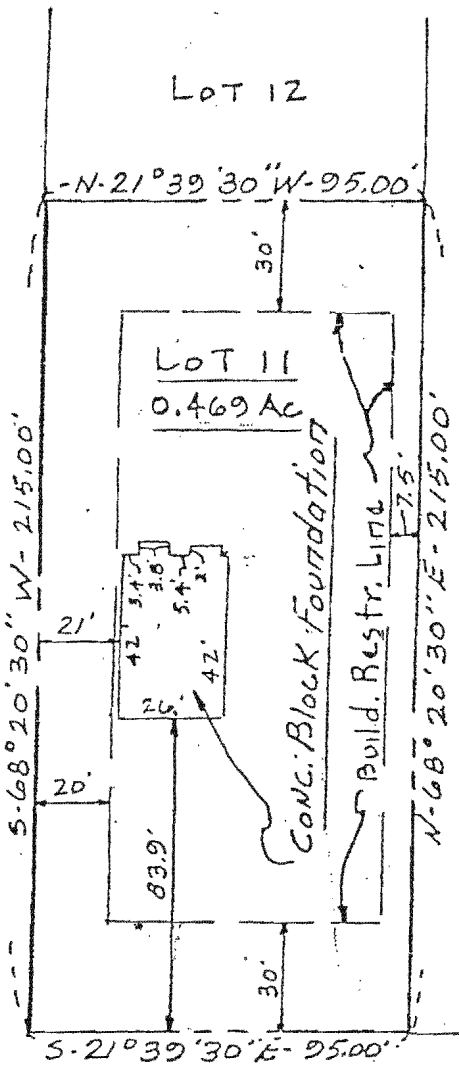 LOT 12
-N-21°39'30"W-95.00'
30'
LOT 11
0.469 Ac
S-68°20'30"W-215.00'
N-68°20'30"E-215.00'
Conc. Block Foundation
Build. Restr. Line
7.5'
3.4'
3.8'
5.4'
2'
21'
42'
42'
26.'
20'
83.9'
30'
S-21°39'30"E-95.00'